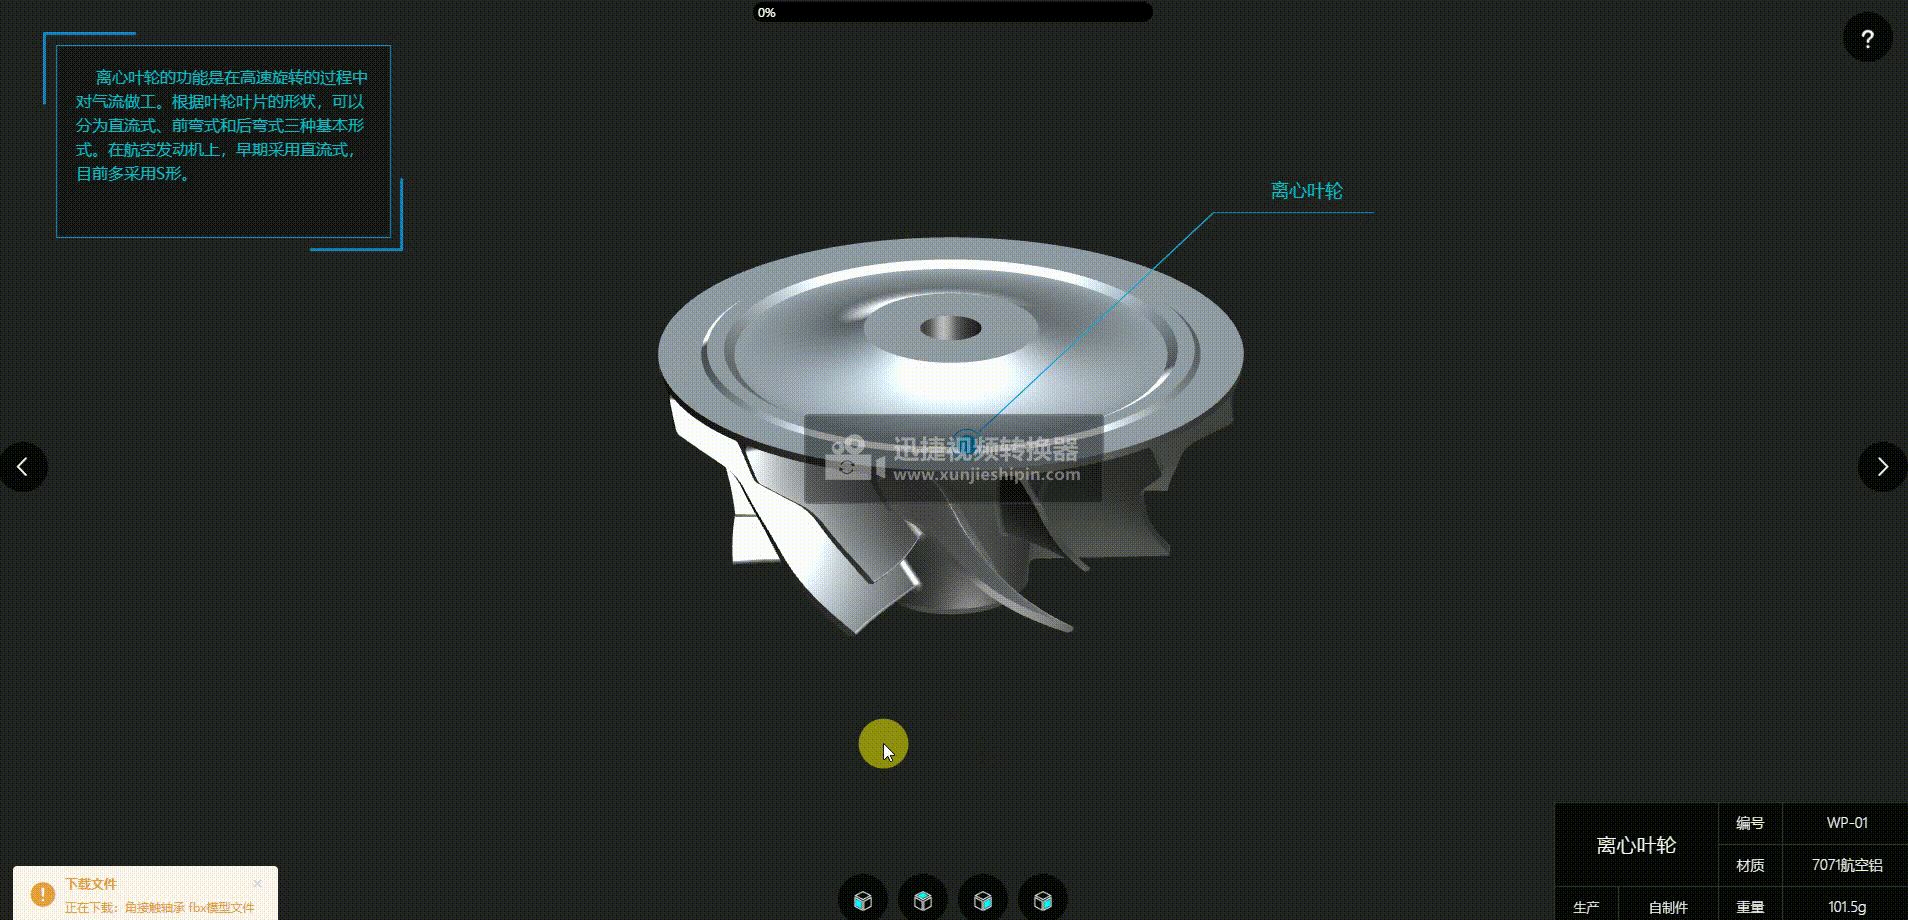 0%
?
离心叶轮的功能是在高速旋转的过程中
对气流做工。根据叶轮叶片的形状，可以
分为直流式、前弯式和后弯式三种基本形
式。在航空发动机上，早期采用直流式，
目前多采用S形。
离心叶轮
迅捷视频转换器
www.xunjieshipin.com
离心叶轮
编号
WP-01
材质
7071航空铝
生产
自制件
重量
101.5g
下载文件
正在下载：角接触轴承 fbx模型文件